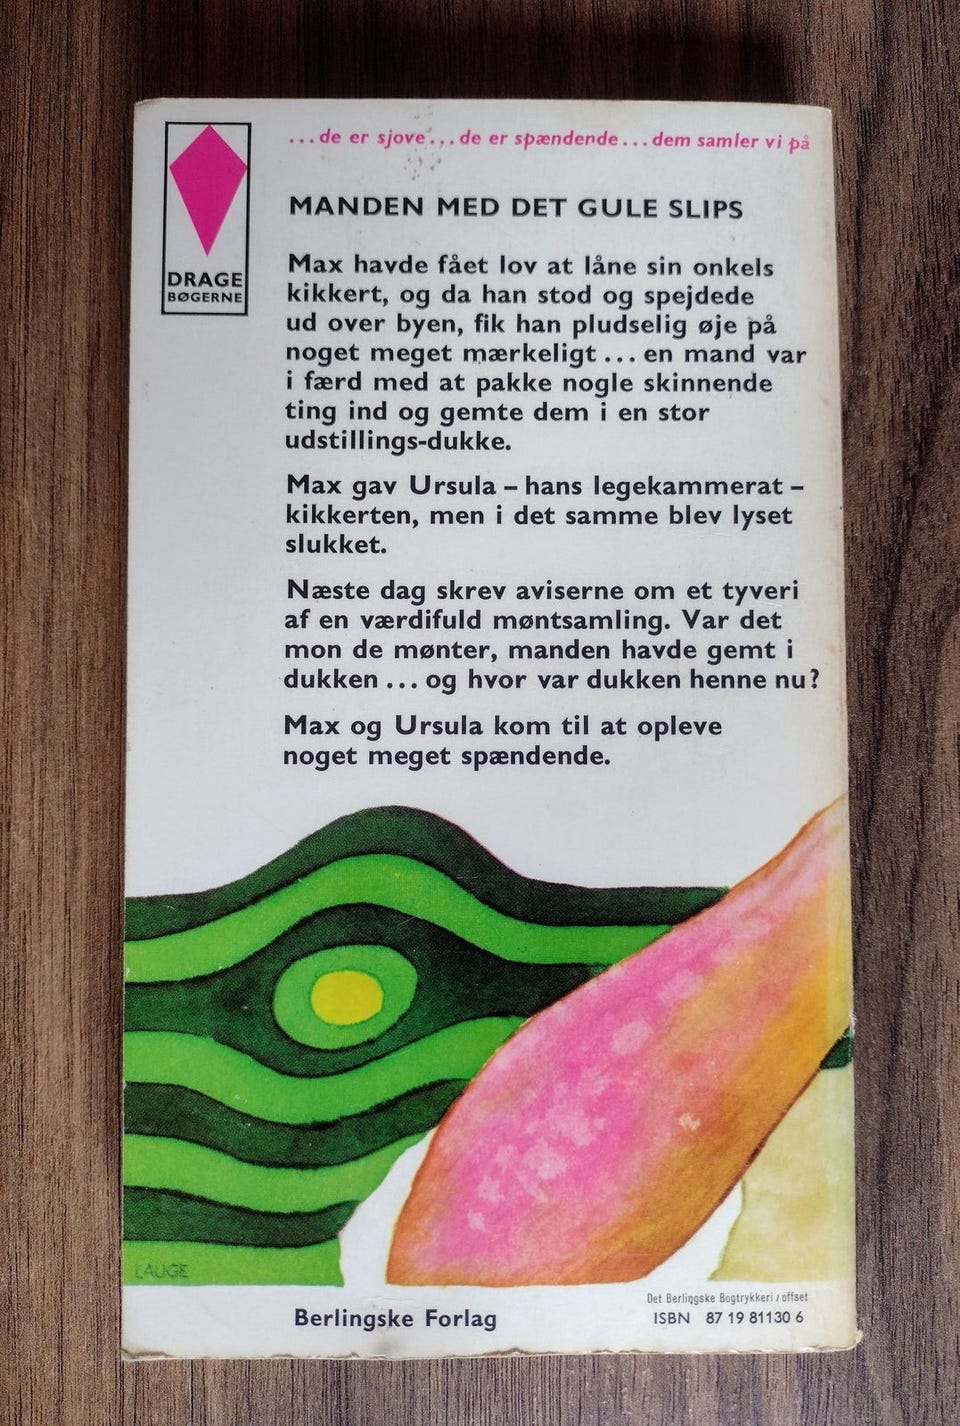 ...de er sjove...de er spændende...dem samler vi på
DRAGE
BØGERNE
MANDEN MED DET GULE SLIPS
Max havde fået lov at låne sin onkels
kikkert, og da han stod og spejdede
ud over byen, fik han pludselig øje på
noget meget mærkeligt... en mand var
i færd med at pakke nogle skinnende
ting ind og gemte dem i en stor
udstillings-dukke.
Max gav Ursula – hans legekammerat –
kikkerten, men i det samme blev lyset
slukket.
Næste dag skrev aviserne om et tyveri
af en værdifuld møntsamling. Var det
mon de mønter, manden havde gemt i
dukken...og hvor var dukken henne nu?
Max og Ursula kom til at opleve
noget meget spændende.
LAUGE
Det Berlingske Bogtrykkeri / offset
Berlingske Forlag
ISBN 87 19 81130 6